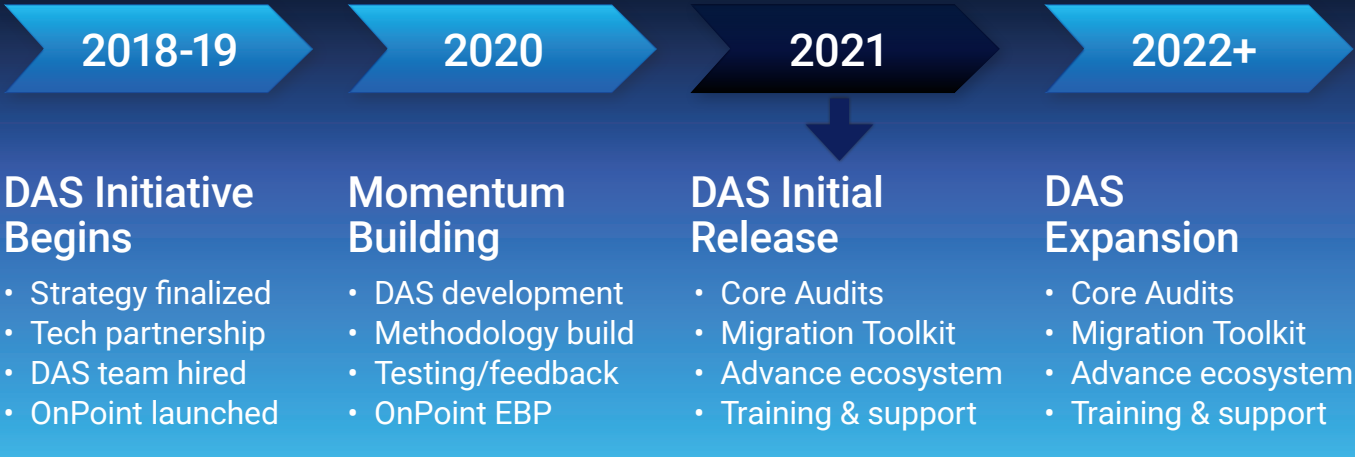 2018-19
2020
2021
2022+
DAS Initiative
Begins
• Strategy finalized
• Tech partnership
• DAS team hired
• OnPoint launched
Momentum
Building
• DAS development
• Methodology build
• Testing/feedback
• OnPoint EBP
DAS Initial
Release
• Core Audits
• Migration Toolkit
• Advance ecosystem
• Training & support
DAS
Expansion
• Core Audits
• Migration Toolkit
• Advance ecosystem
• Training & support